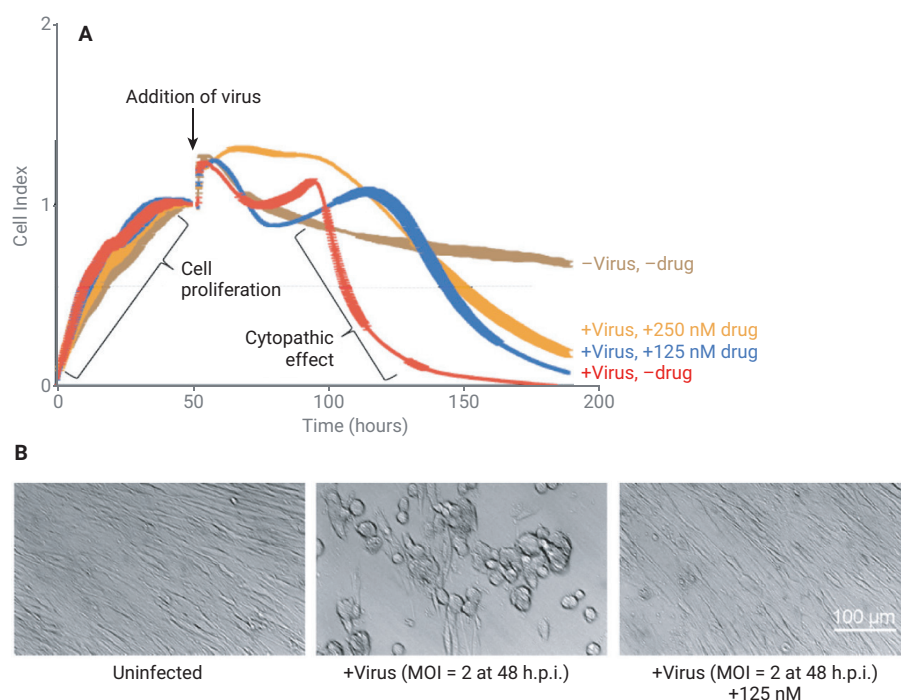 2
A
Addition of virus
Cell Index
1
Cell
proliferation
Cytopathic
effect
–Virus, –drug
+Virus, +250 nM drug
+Virus, +125 nM drug
+Virus, –drug
0
0
50
100
150
200
Time (hours)
B
100 µm
Uninfected
+Virus (MOI = 2 at 48 h.p.i.)
+Virus (MOI = 2 at 48 h.p.i.)
+125 nM